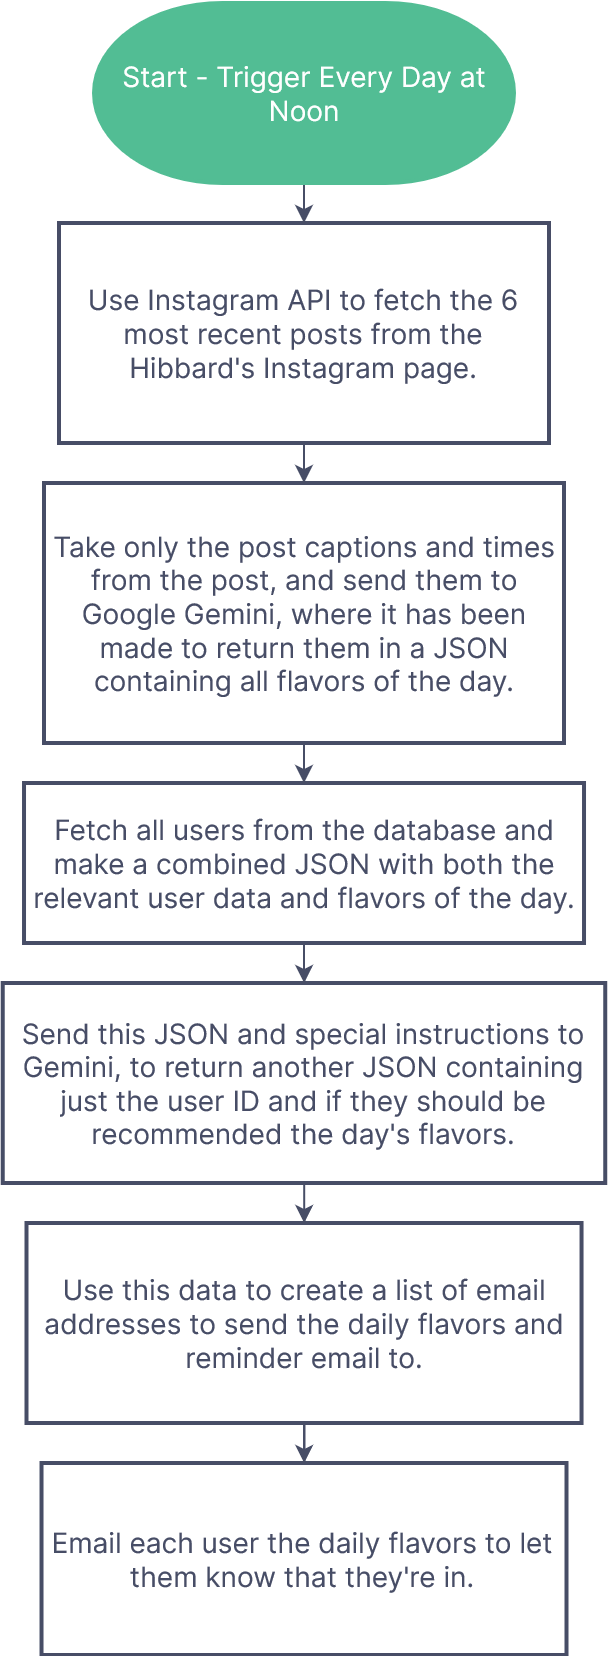 Start - Trigger Every Day at
Noon
Use Instagram API to fetch the 6
most recent posts from the
Hibbard's Instagram page.
Take only the post captions and times
from the post, and send them to
Google Gemini, where it has been
made to return them in a JSON
containing all flavors of the day.
Fetch all users from the database and
make a combined JSON with both the
relevant user data and flavors of the day.
Send this JSON and special instructions to
Gemini, to return another JSON containing
just the user ID and if they should be
recommended the day's flavors.
Use this data to create a list of email
addresses to send the daily flavors and
reminder email to.
Email each user the daily flavors to let
them know that they're in.